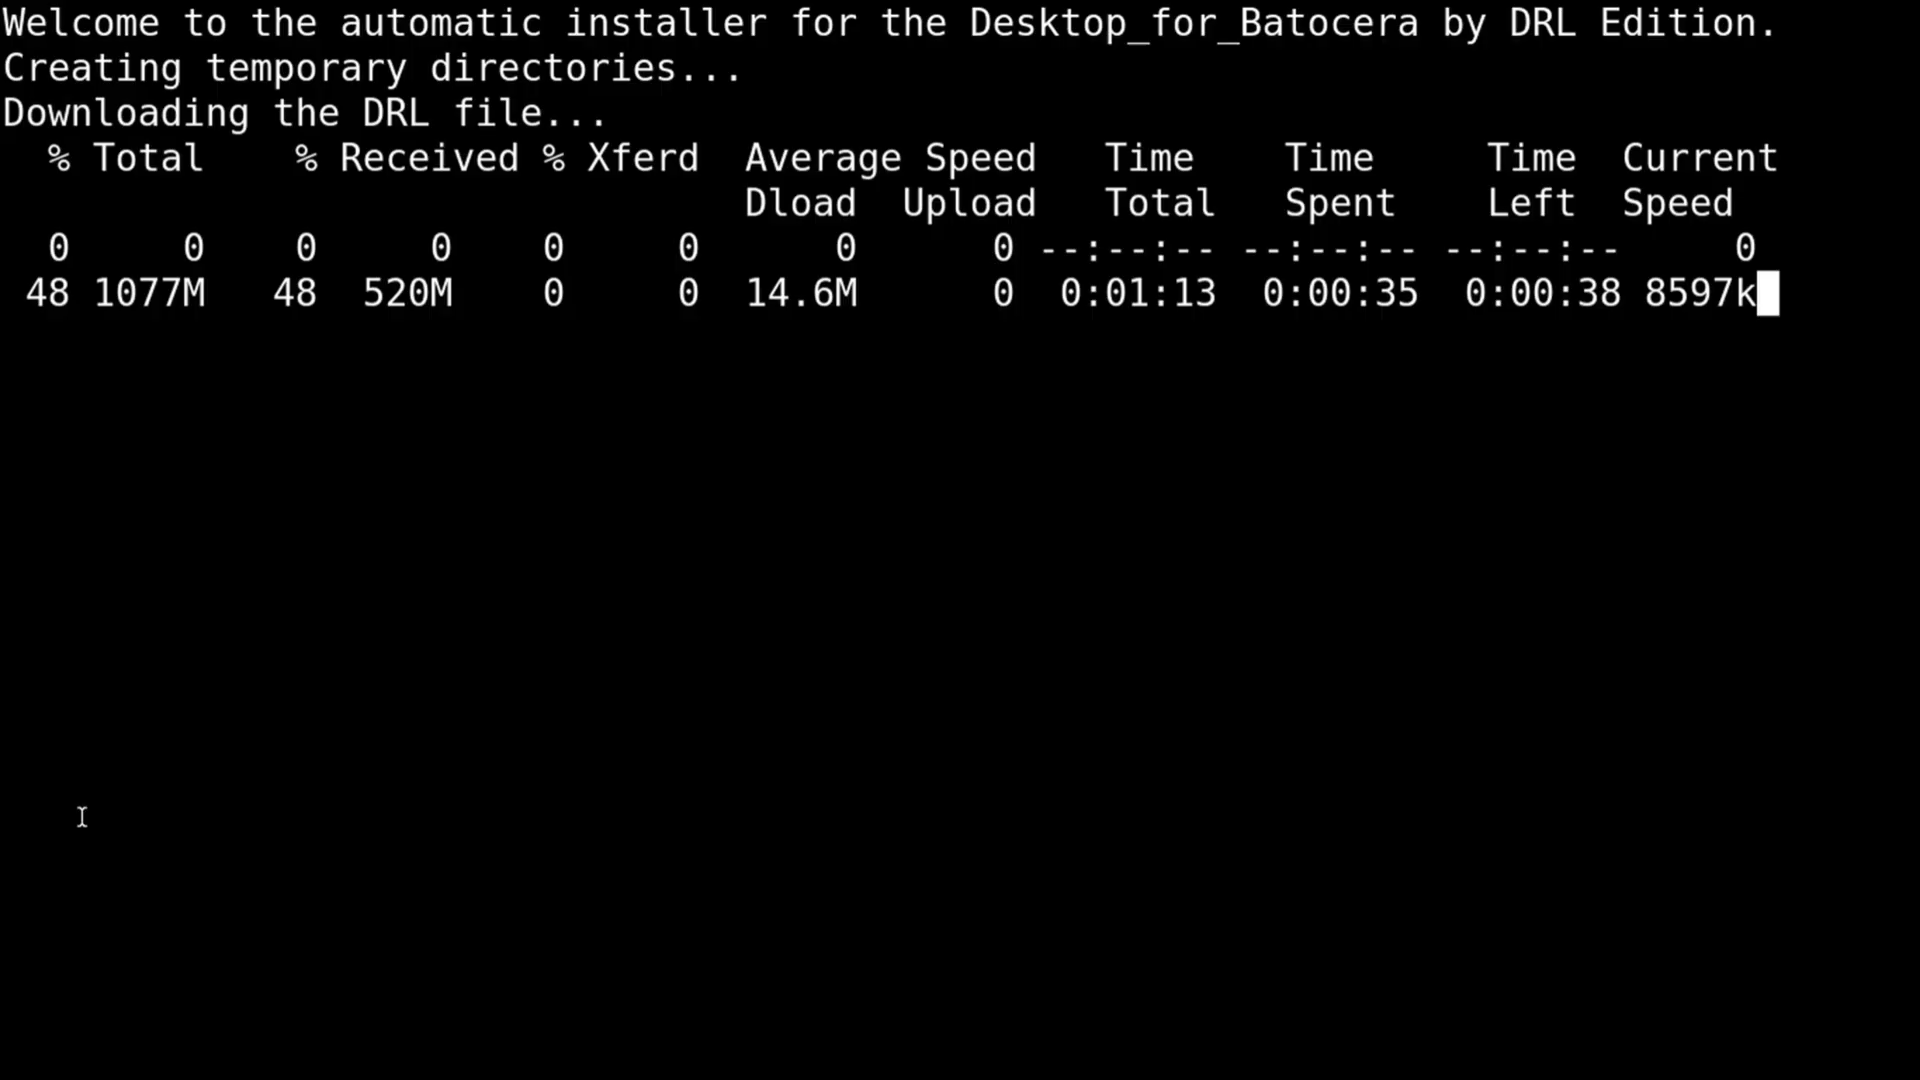 Welcome to the automatic installer for the Desktop_for_Batocera by DRL Edition.
Creating temporary directories...
Downloading the DRL file...
  % Total    % Received % Xferd  Average Speed   Time    Time     Time  Current
                                 Dload  Upload   Total   Spent    Left  Speed
  0     0    0     0    0     0      0      0 --:--:-- --:--:-- --:--:--     0
 48 1077M   48  520M    0     0  14.6M      0  0:01:13  0:00:35  0:00:38 8597k